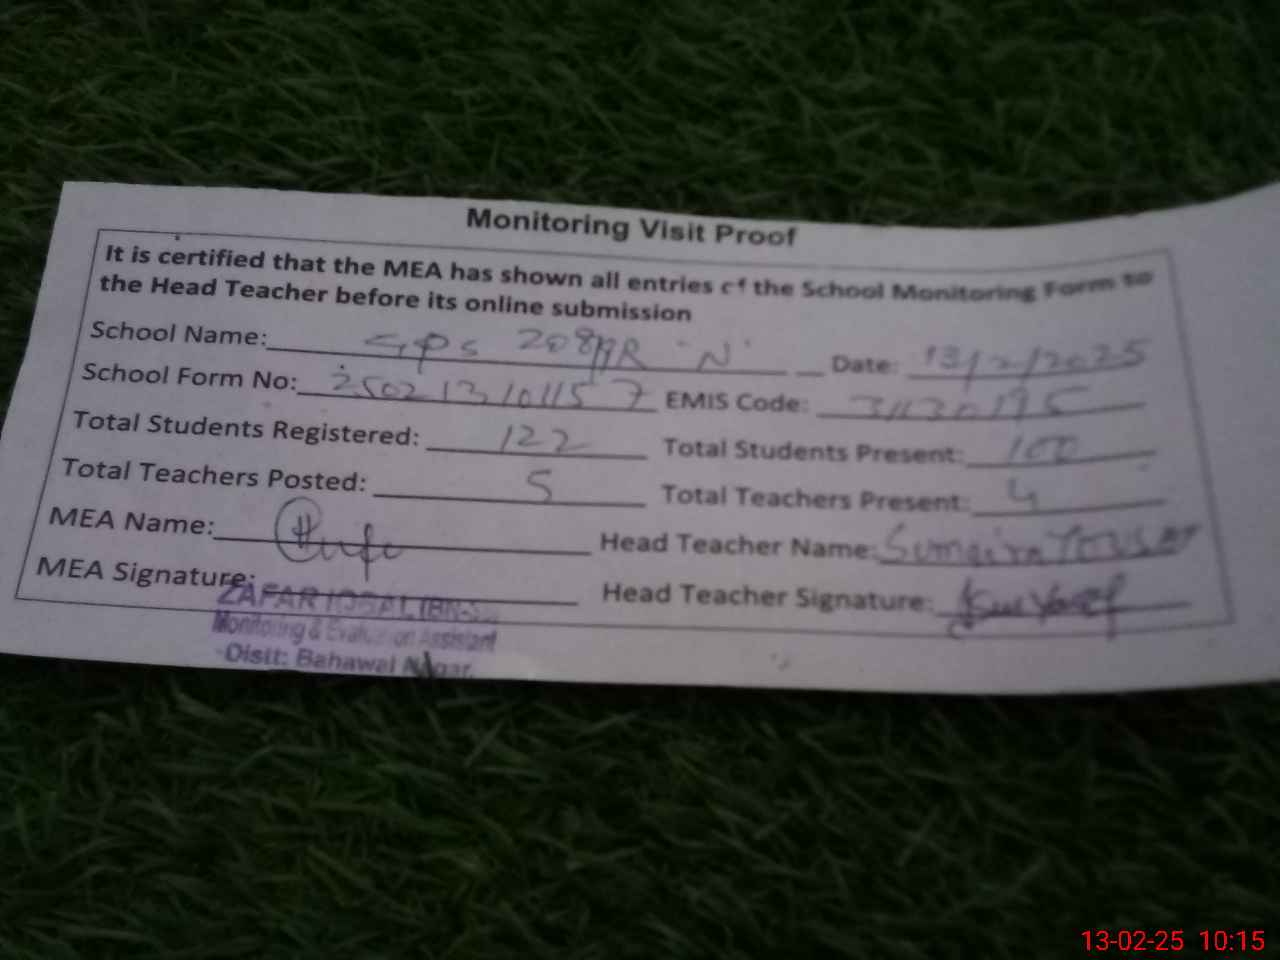 Monitoring Visit Proof
It is certified that the MEA has shown all entries of the School Monitoring Form to
the Head Teacher before its online submission
School Name: GPS 208/9R "N" Date: 13/2/2025
School Form No: EMIS Code: 31130195
Total Students Registered: 122 Total Students Present: 100
Total Teachers Posted: 5 Total Teachers Present: 4
MEA Name: Head Teacher Name: Sumaira
MEA Signature: Head Teacher Signature:
ZAFAR IQBAL
Monitoring & Evaluation Assistant
Distt: Bahawal Nagar.
13-02-25 10:15